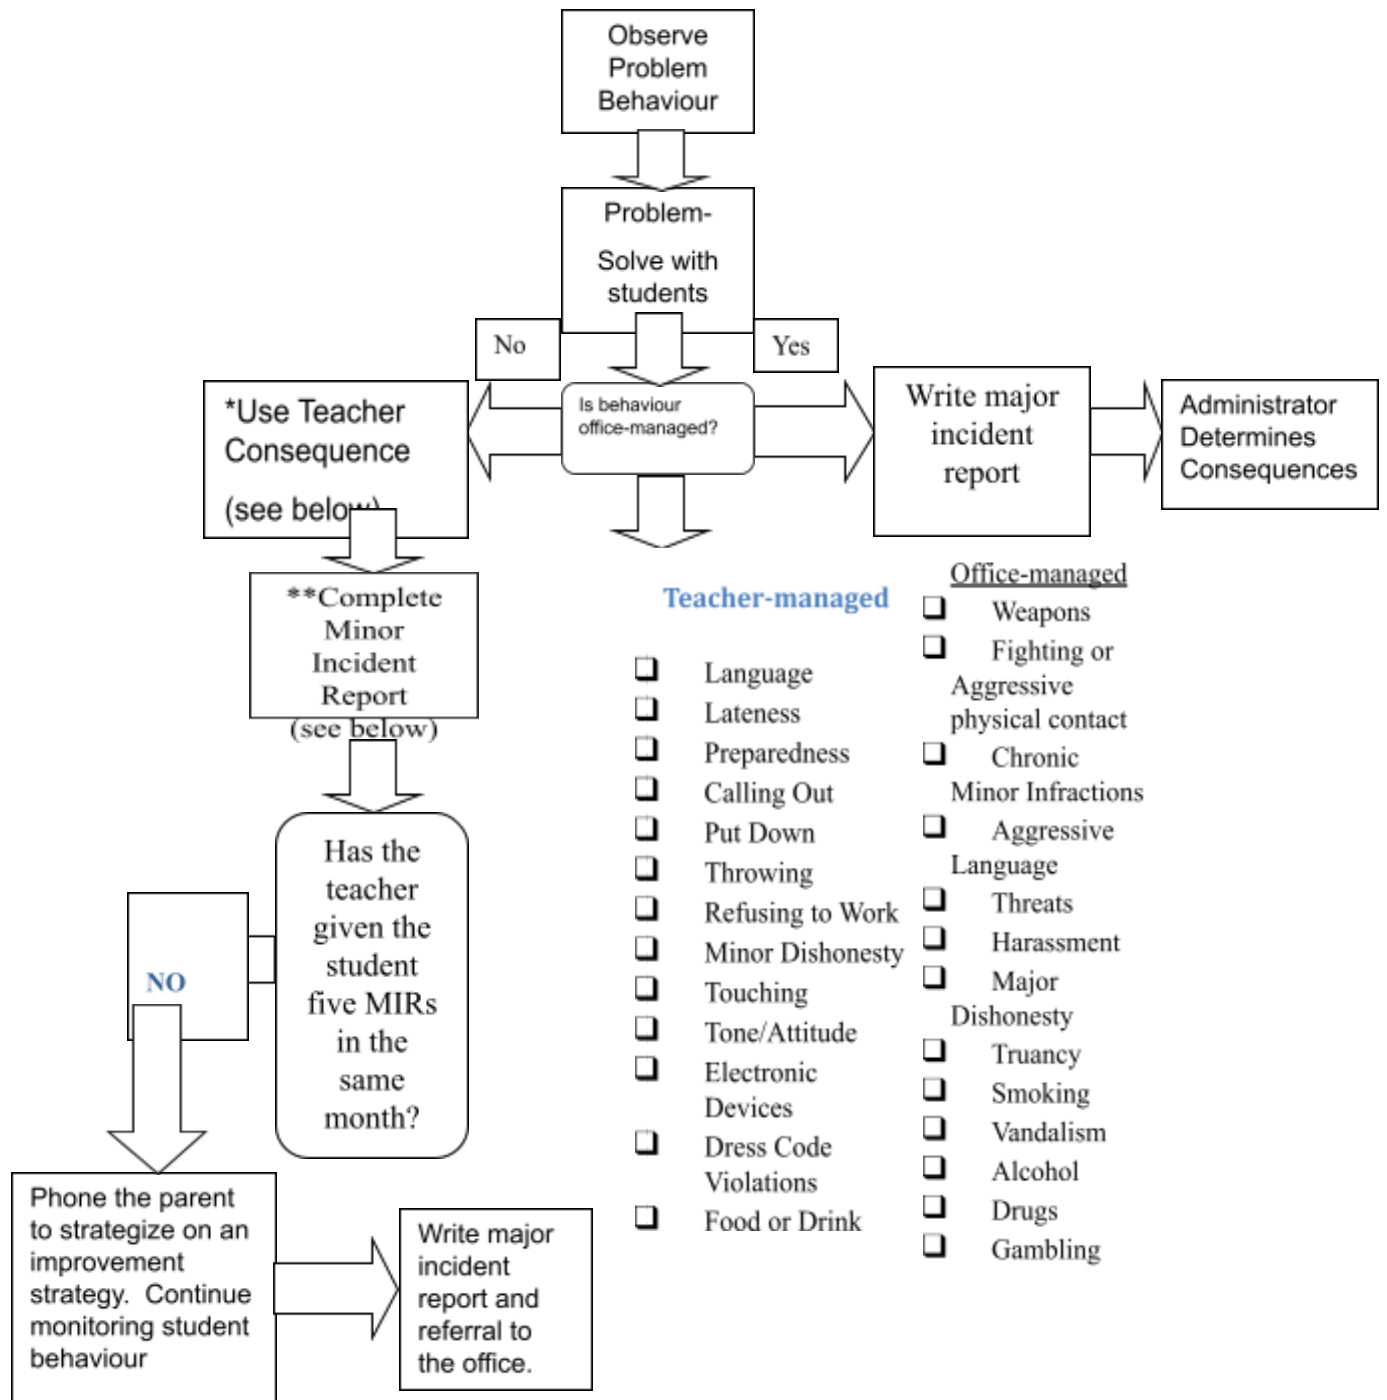 Observe
Problem
Behaviour
Problem-
Solve with
students
No
Yes
Is behaviour
office-managed?
*Use Teacher
Consequence
(see below)
Write major
incident
report
Administrator
Determines
Consequences
**Complete
Minor
Incident
Report
(see below)
Has the
teacher
given the
student
five MIRs
in the
same
month?
NO
Phone the parent
to strategize on an
improvement
strategy.  Continue
monitoring student
behaviour
Write major
incident
report and
referral to
the office.
Teacher-managed
❏ Language
❏ Lateness
❏ Preparedness
❏ Calling Out
❏ Put Down
❏ Throwing
❏ Refusing to Work
❏ Minor Dishonesty
❏ Touching
❏ Tone/Attitude
❏ Electronic
Devices
❏ Dress Code
Violations
❏ Food or Drink
Office-managed
❏ Weapons
❏ Fighting or
Aggressive
physical contact
❏ Chronic
Minor Infractions
❏ Aggressive
Language
❏ Threats
❏ Harassment
❏ Major
Dishonesty
❏ Truancy
❏ Smoking
❏ Vandalism
❏ Alcohol
❏ Drugs
❏ Gambling